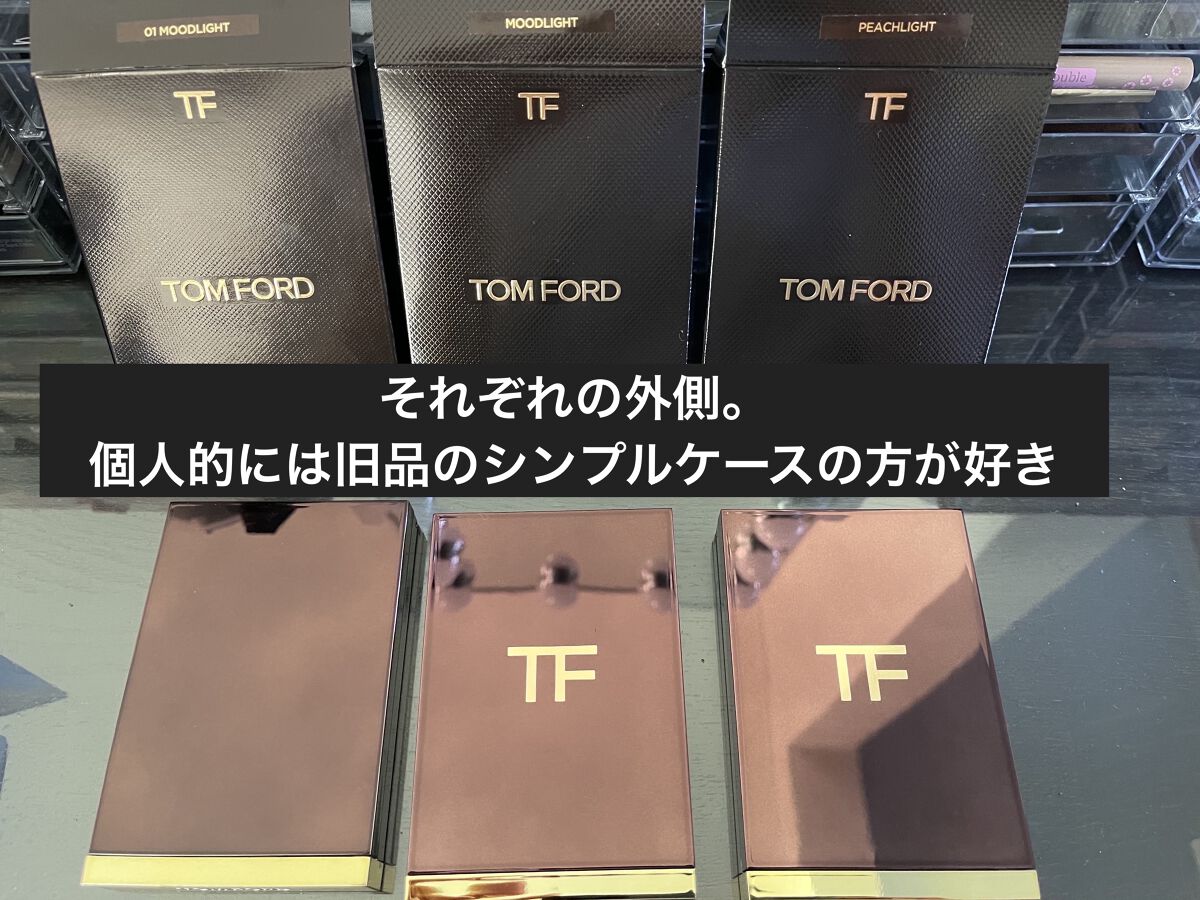 01 MOODLIGHT
MOODLIGHT
PEACHLIGHT
TF
TF
TF
ouble
TOM FORD
TOM FORD
TOM FORD
それぞれの外側。
個人的には旧品のシンプルケースの方が好き
TF
TF